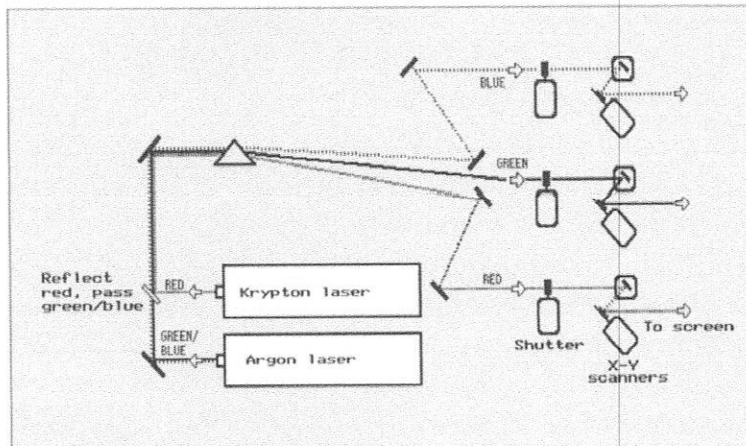 BLUE
GREEN
Reflect
red, pass
green/blue
RED
Krypton laser
RED
GREEN/
BLUE
Argon laser
Shutter
To screen
X-Y
scanners